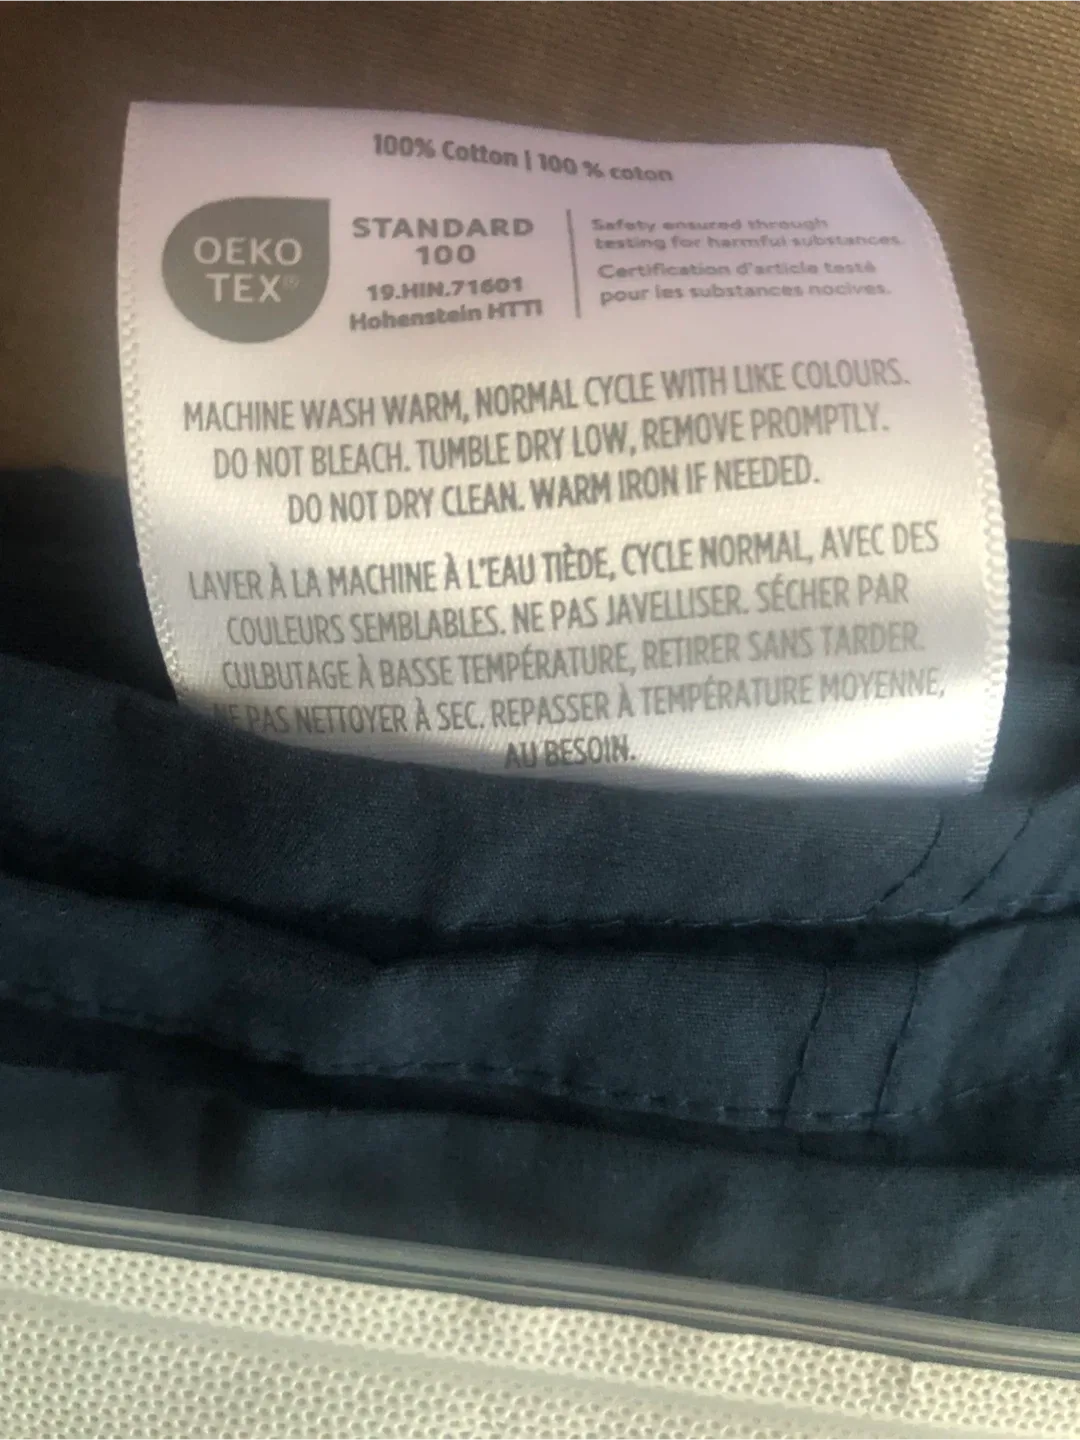 100% Cotton | 100 % coton
OEKO
TEX®
STANDARD
100
19.HIN.71601
Hohenstein HTTI
Safety ensured through
testing for harmful substances.
Certification d'article testé
pour les substances nocives.
MACHINE WASH WARM, NORMAL CYCLE WITH LIKE COLOURS.
DO NOT BLEACH. TUMBLE DRY LOW, REMOVE PROMPTLY.
DO NOT DRY CLEAN. WARM IRON IF NEEDED.
LAVER À LA MACHINE À L'EAU TIÈDE, CYCLE NORMAL, AVEC DES
COULEURS SEMBLABLES. NE PAS JAVELLISER. SÉCHER PAR
CULBUTAGE À BASSE TEMPÉRATURE, RETIRER SANS TARDER.
NE PAS NETTOYER À SEC. REPASSER À TEMPÉRATURE MOYENNE,
AU BESOIN.